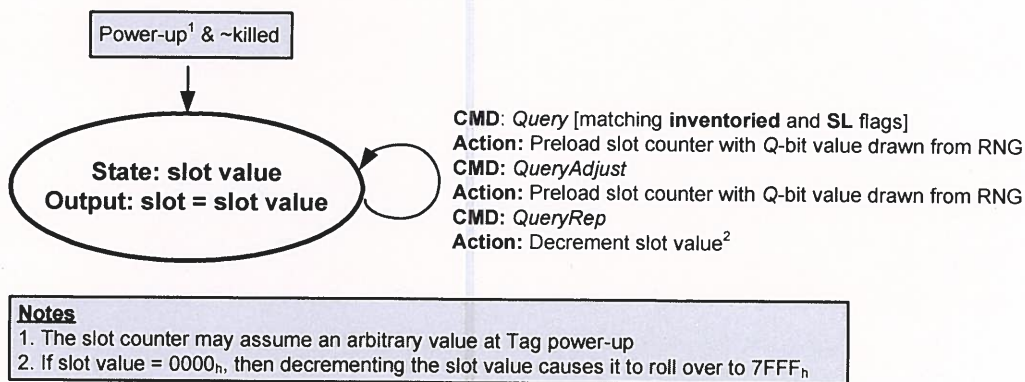 Power-up¹ & ~killed
State: slot value
Output: slot = slot value
CMD: Query [matching inventoried and SL flags]
Action: Preload slot counter with Q-bit value drawn from RNG
CMD: QueryAdjust
Action: Preload slot counter with Q-bit value drawn from RNG
CMD: QueryRep
Action: Decrement slot value²
Notes
1. The slot counter may assume an arbitrary value at Tag power-up
2. If slot value = 0000ₕ, then decrementing the slot value causes it to roll over to 7FFFₕ